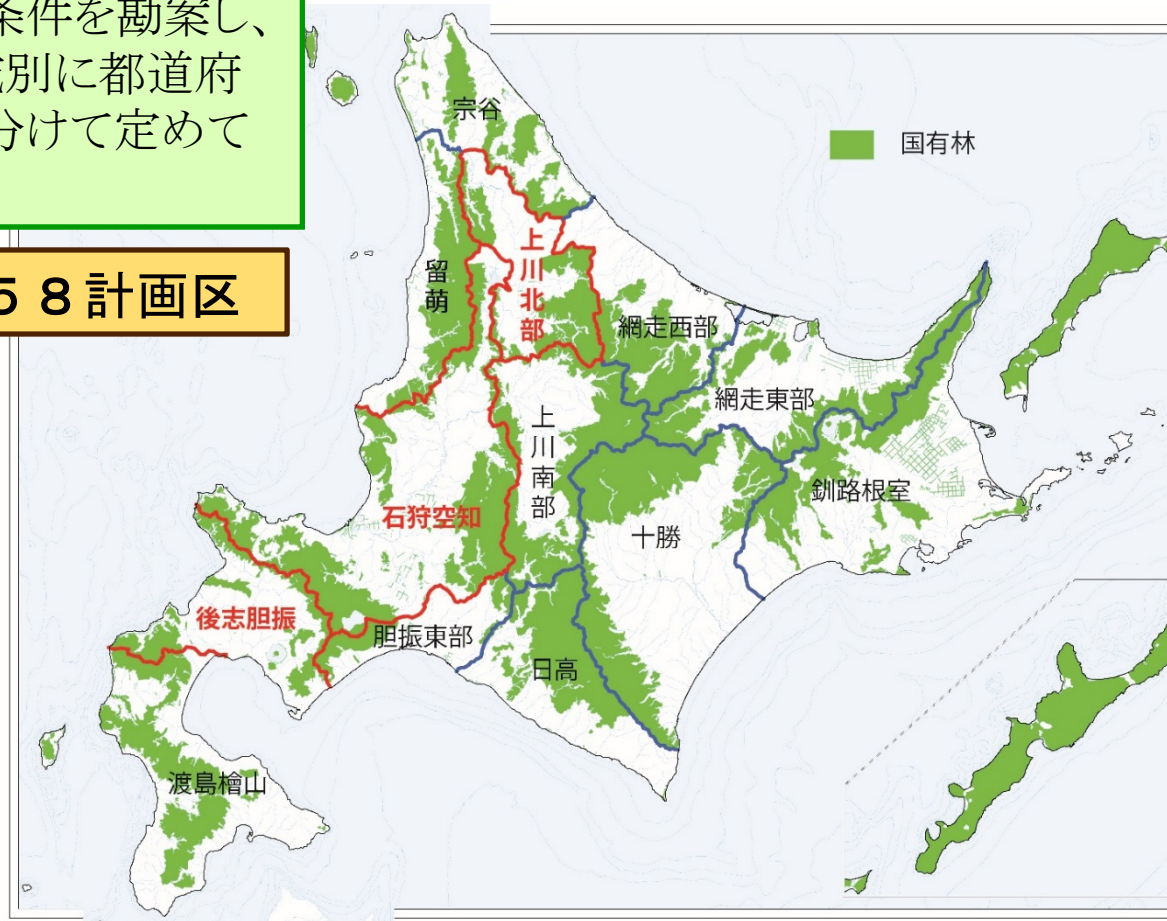 条件を勘案し、
別に都道府
分けて定めて
５８計画区
国有林
宗谷
上川北部
留萌
網走西部
網走東部
上川南部
釧路根室
石狩空知
十勝
後志胆振
胆振東部
日高
渡島檜山